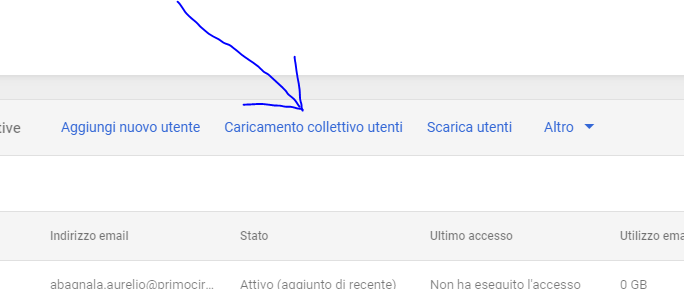 tive Aggiungi nuovo utente Caricamento collettivo utenti Scarica utenti Altro
Indirizzo email Stato Ultimo accesso Utilizzo ema
abagnala.aurelio@primocir... Attivo (aggiunto di recente) Non ha eseguito l'accesso 0 GB